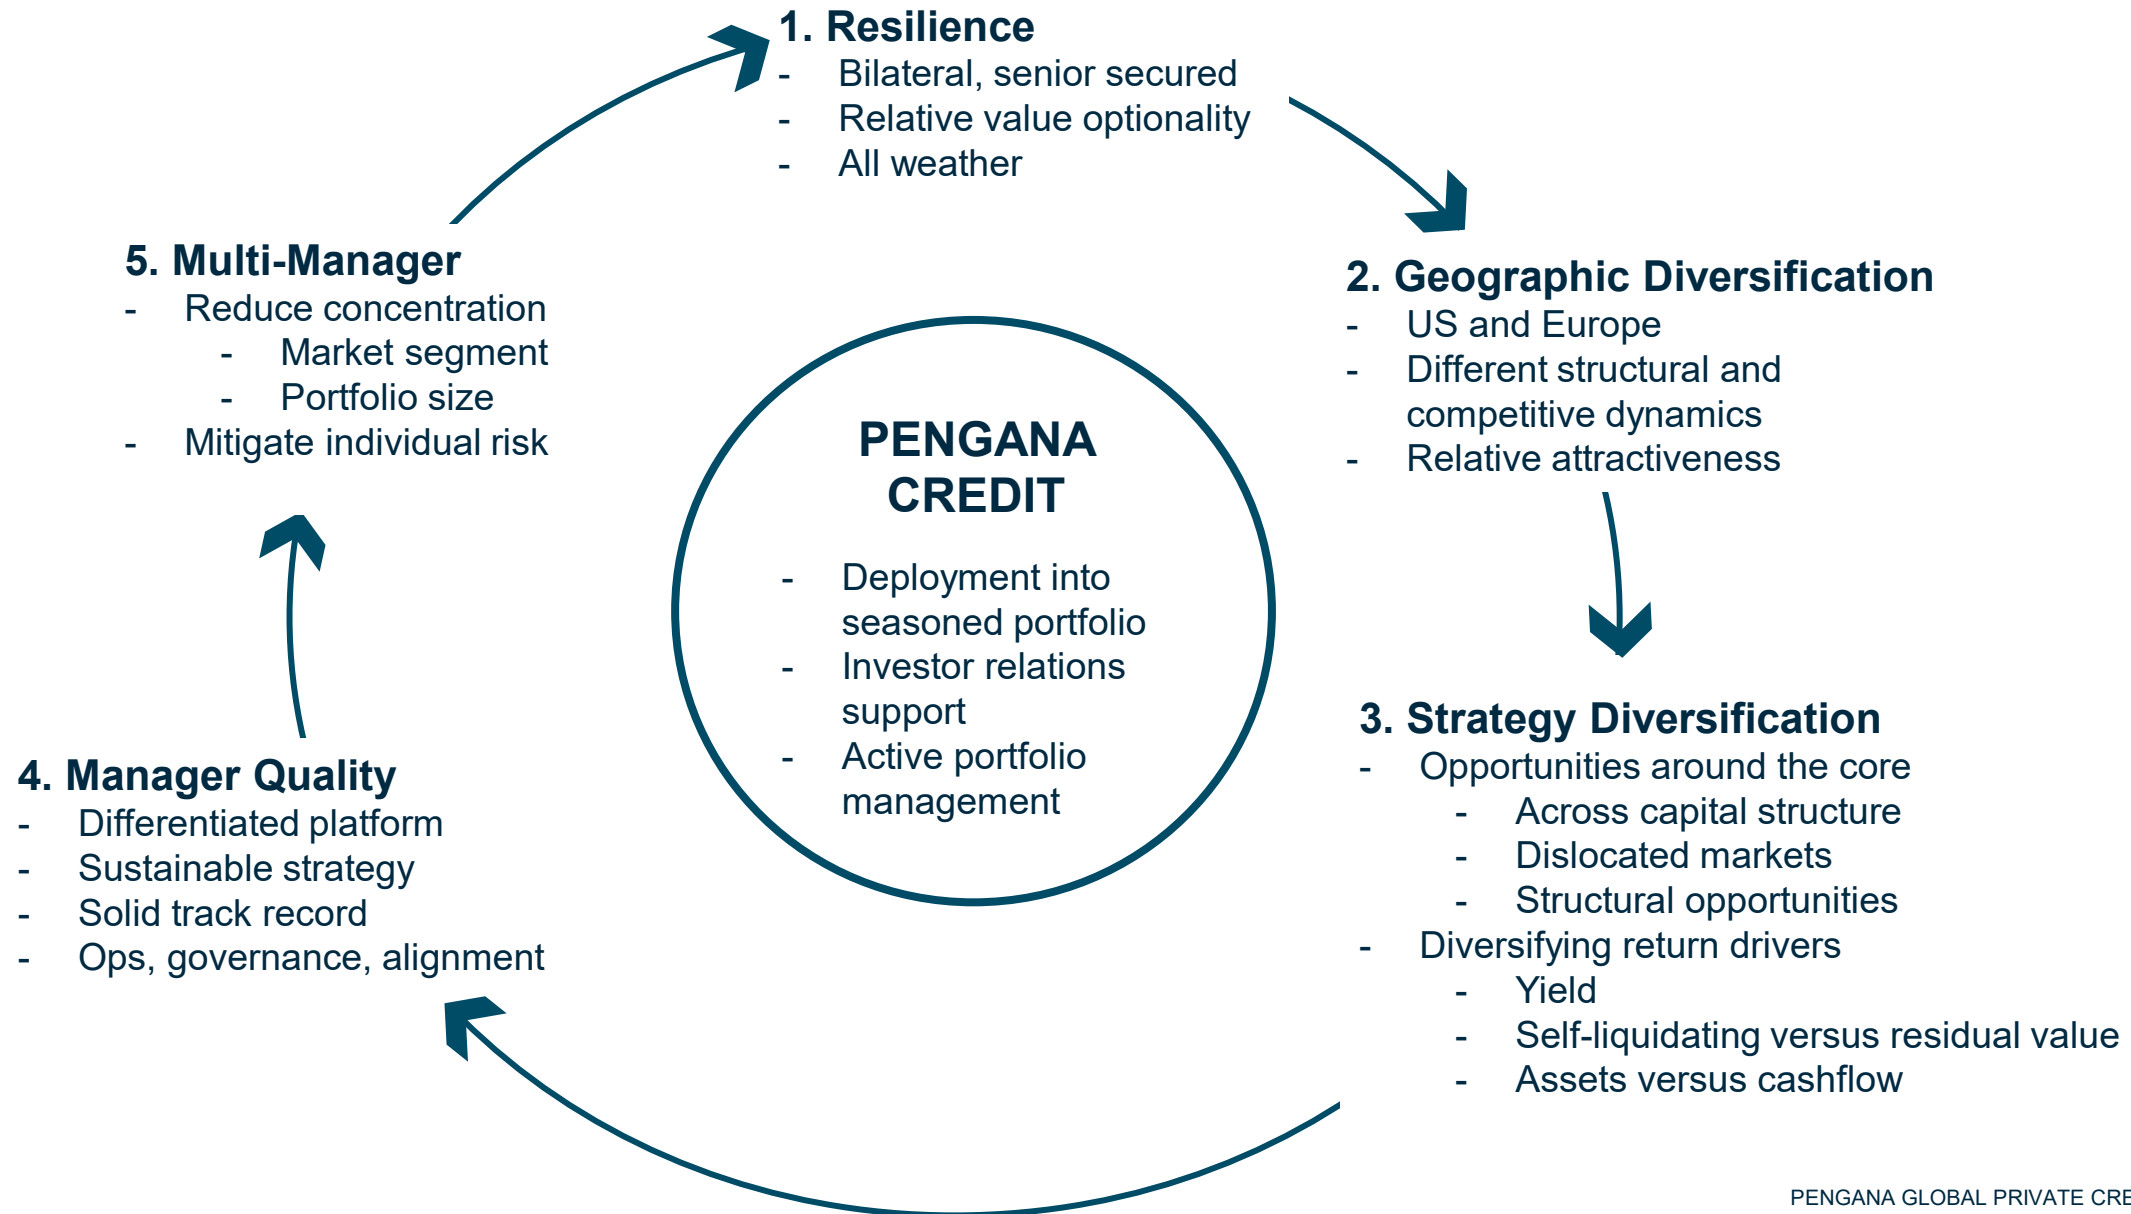 1. Resilience
- Bilateral, senior secured
- Relative value optionality
- All weather
2. Geographic Diversification
- US and Europe
- Different structural and
competitive dynamics
- Relative attractiveness
3. Strategy Diversification
- Opportunities around the core
- Across capital structure
- Dislocated markets
- Structural opportunities
- Diversifying return drivers
- Yield
- Self-liquidating versus residual value
- Assets versus cashflow
4. Manager Quality
- Differentiated platform
- Sustainable strategy
- Solid track record
- Ops, governance, alignment
5. Multi-Manager
- Reduce concentration
- Market segment
- Portfolio size
- Mitigate individual risk
PENGANA
CREDIT
- Deployment into
seasoned portfolio
- Investor relations
support
- Active portfolio
management
PENGANA GLOBAL PRIVATE